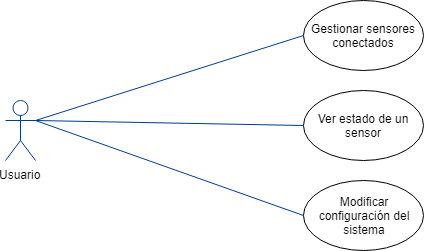 Gestionar sensores
conectados
Ver estado de un
sensor
Usuario
Modificar
configuración del
sistema